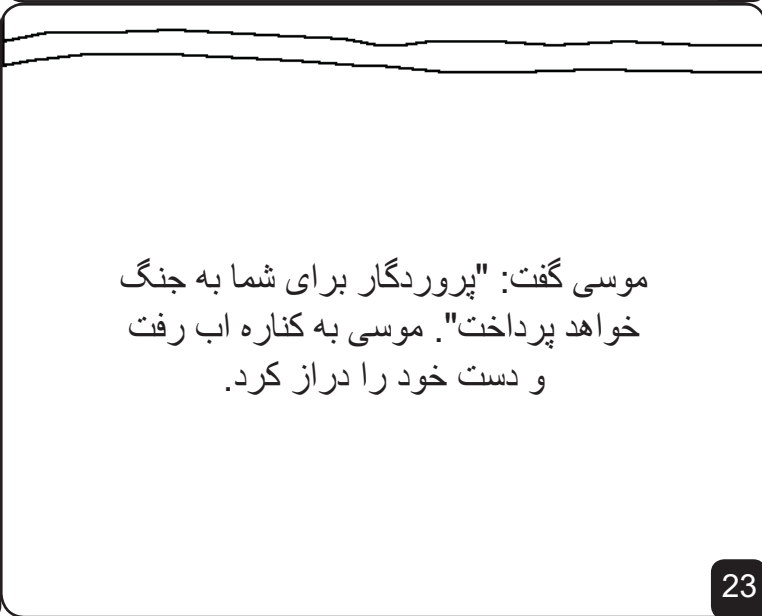 موسی گفت: "پروردگار برای شما به جنگ
خواهد پرداخت". موسی به کناره اب رفت
و دست خود را دراز کرد.
23